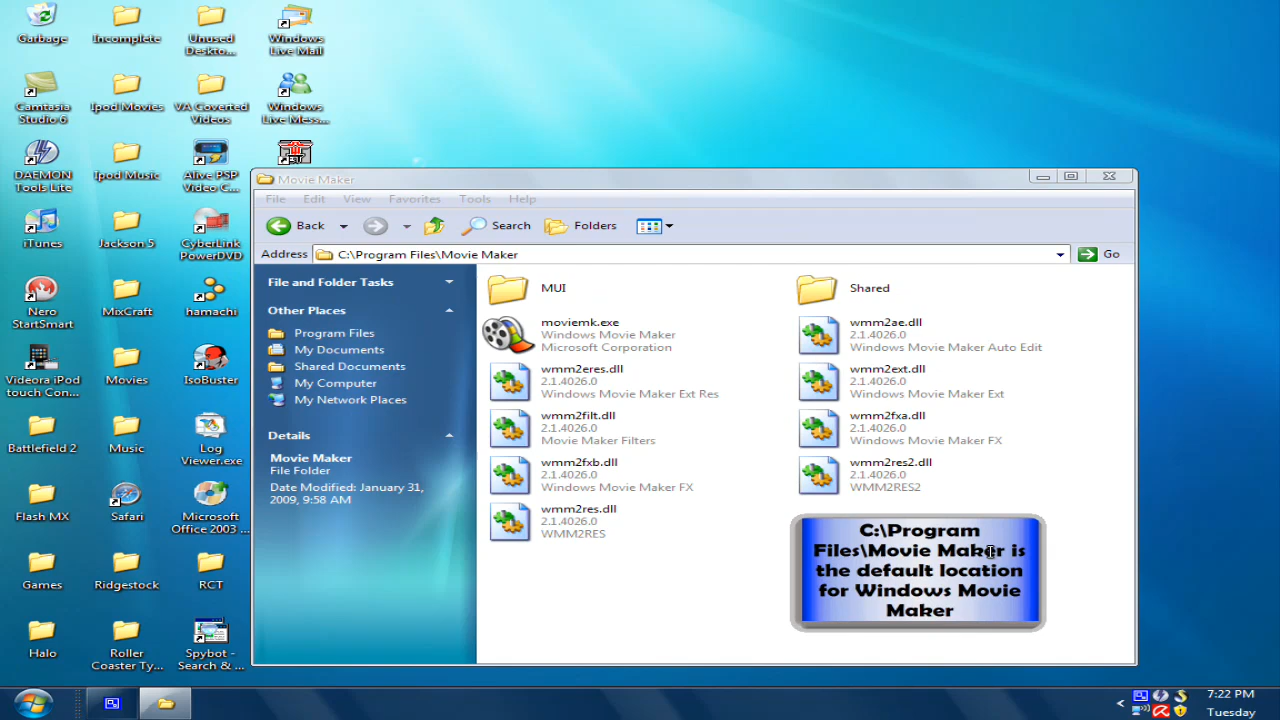 Garbage
Incomplete
Unused
Deskto...
Windows
Live Mail
Camtasia
Studio 6
Ipod Movies
VA Coverted
Videos
Windows
Live Mess...
DAEMON
Tools Lite
Ipod Music
Alive PSP
Video C...
iTunes
Jackson 5
CyberLink
PowerDVD
Nero
StartSmart
MixCraft
hamachi
Videora iPod
touch Con...
Movies
IsoBuster
Battlefield 2
Music
Log
Viewer.exe
Flash MX
Safari
Microsoft
Office 2003 ...
Games
Ridgestock
RCT
Halo
Roller
Coaster Ty...
Spybot -
Search & ...
Movie Maker
File Edit View Favorites Tools Help
Back Search Folders
Address C:\Program Files\Movie Maker Go
File and Folder Tasks
Other Places
Program Files
My Documents
Shared Documents
My Computer
My Network Places
Details
Movie Maker
File Folder
Date Modified: January 31,
2009, 9:58 AM
MUI
Shared
moviemk.exe
Windows Movie Maker
Microsoft Corporation
wmm2ae.dll
2.1.4026.0
Windows Movie Maker Auto Edit
wmm2eres.dll
2.1.4026.0
Windows Movie Maker Ext Res
wmm2ext.dll
2.1.4026.0
Windows Movie Maker Ext
wmm2filt.dll
2.1.4026.0
Movie Maker Filters
wmm2fxa.dll
2.1.4026.0
Windows Movie Maker FX
wmm2fxb.dll
2.1.4026.0
Windows Movie Maker FX
wmm2res2.dll
2.1.4026.0
WMM2RES2
wmm2res.dll
2.1.4026.0
WMM2RES
C:\Program
Files\Movie Maker is
the default location
for Windows Movie
Maker
7:22 PM
Tuesday